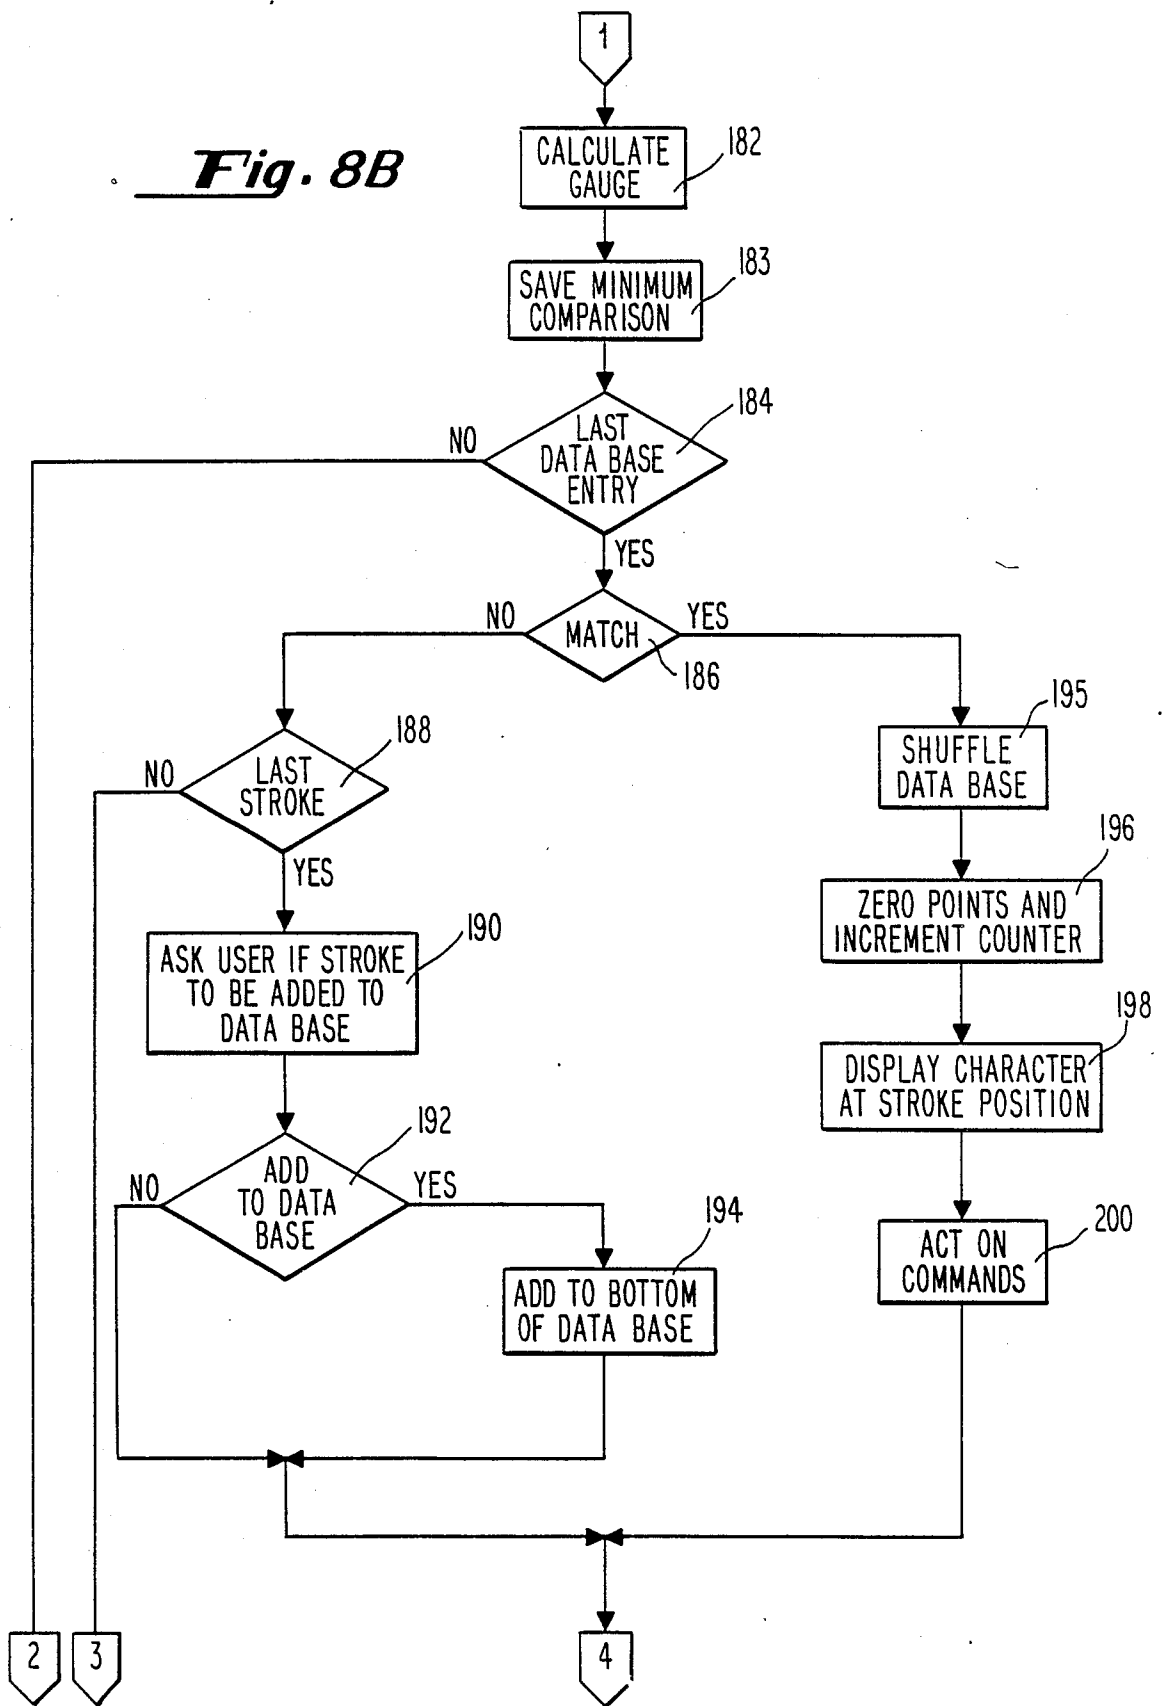 1
Fig. 8B
CALCULATE
GAUGE
182
SAVE MINIMUM
COMPARISON
183
LAST
DATA BASE
ENTRY
184
NO
YES
MATCH
186
NO
YES
LAST
STROKE
188
NO
YES
SHUFFLE
DATA BASE
195
ZERO POINTS AND
INCREMENT COUNTER
196
ASK USER IF STROKE
TO BE ADDED TO
DATA BASE
190
DISPLAY CHARACTER
AT STROKE POSITION
198
ADD
TO DATA
BASE
192
NO
YES
ADD TO BOTTOM
OF DATA BASE
194
ACT ON
COMMANDS
200
2
3
4